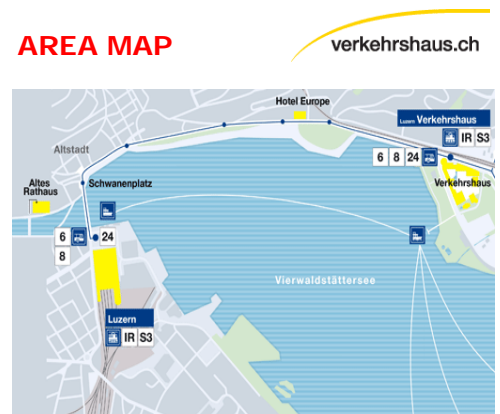 AREA MAP
verkehrshaus.ch
Hotel Europe
Luzern Verkehrshaus
IR S3
6 8 24
Verkehrshaus
Altstadt
Altes
Rathaus
Schwanenplatz
6
24
8
Vierwaldstättersee
Luzern
IR S3